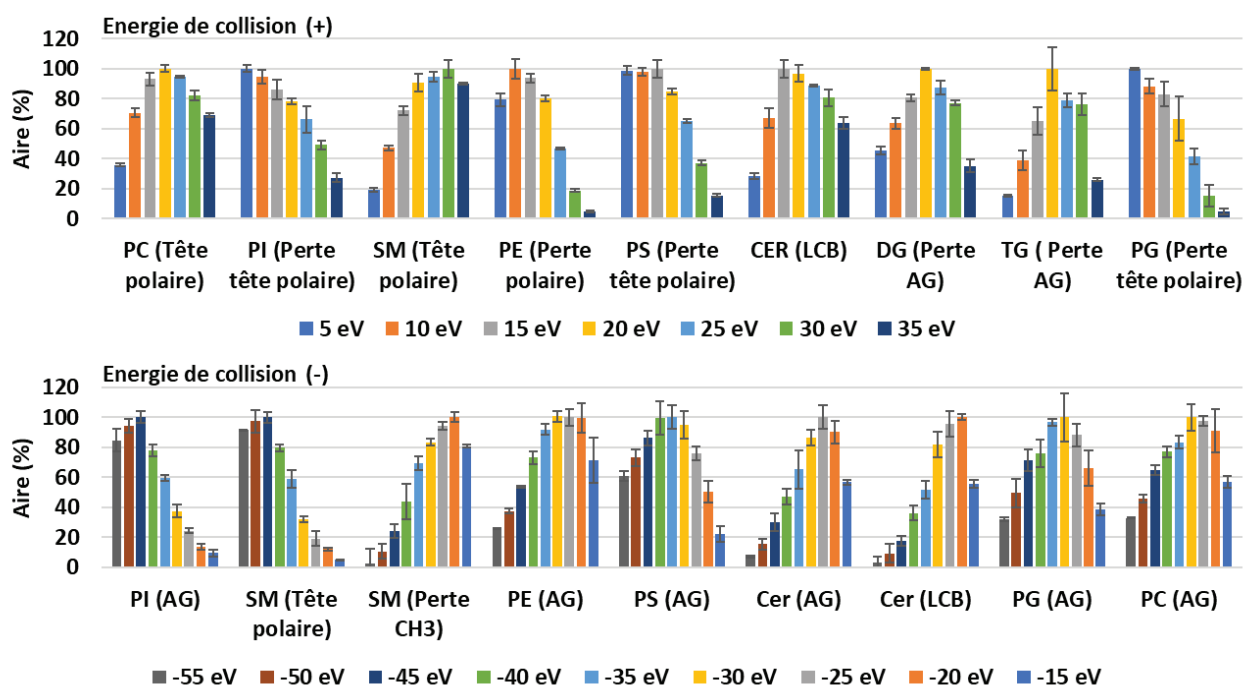 Energie de collision (+)
Aire (%)
120
100
80
60
40
20
0
PC (Tête polaire)
PI (Perte tête polaire)
SM (Tête polaire)
PE (Perte polaire)
PS (Perte tête polaire)
CER (LCB)
DG (Perte AG)
TG ( Perte AG)
PG (Perte tête polaire)
5 eV 10 eV 15 eV 20 eV 25 eV 30 eV 35 eV
Energie de collision (-)
Aire (%)
120
100
80
60
40
20
0
PI (AG)
SM (Tête polaire)
SM (Perte CH3)
PE (AG)
PS (AG)
Cer (AG)
Cer (LCB)
PG (AG)
PC (AG)
-55 eV -50 eV -45 eV -40 eV -35 eV -30 eV -25 eV -20 eV -15 eV